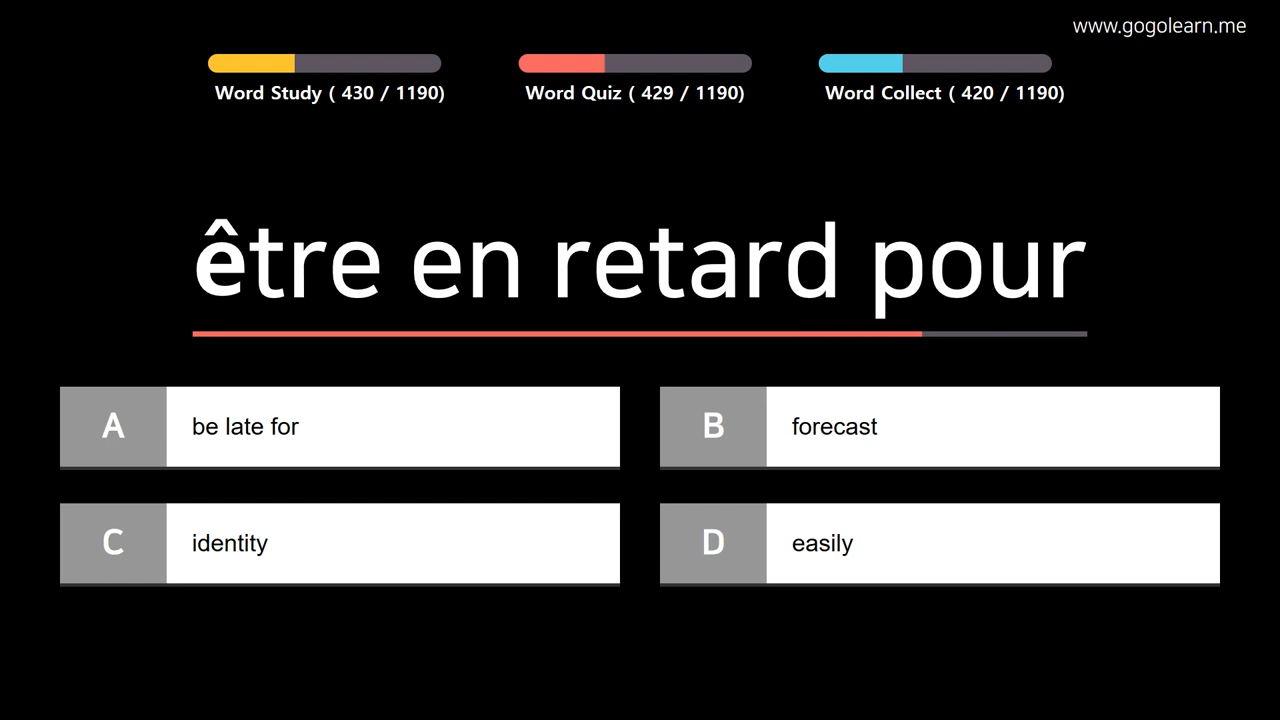 www.gogolearn.me
Word Study ( 430 / 1190)
Word Quiz ( 429 / 1190)
Word Collect ( 420 / 1190)
être en retard pour
A be late for
B forecast
C identity
D easily